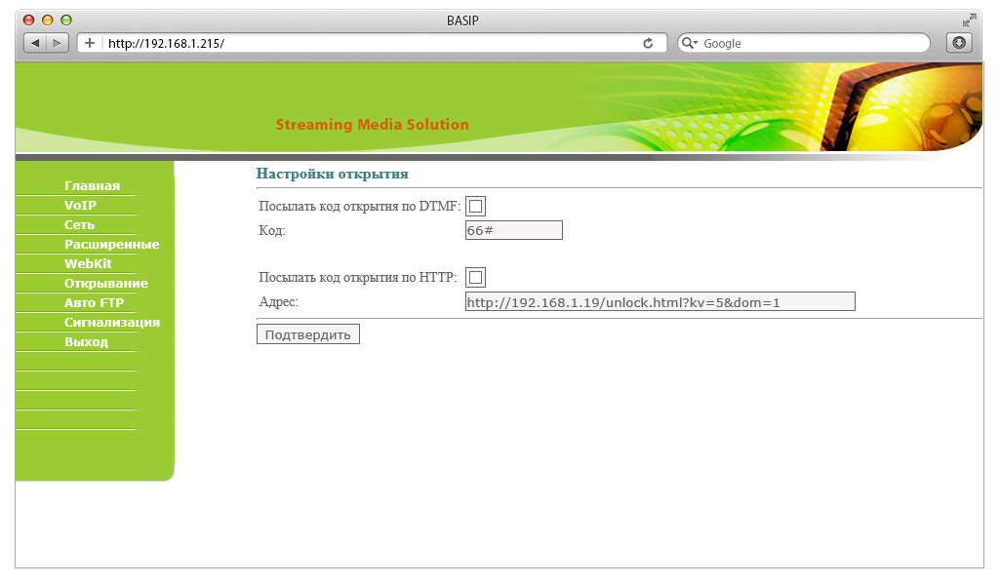 BASIP
http://192.168.1.215/
Google
Streaming Media Solution
Главная
VoIP
Сеть
Расширенные
WebKit
Открывание
Авто FTP
Сигнализация
Выход
Настройки открытия
Посылать код открытия по DTMF:
Код: 66#
Посылать код открытия по HTTP:
Адрес: http://192.168.1.19/unlock.html?kv=5&dom=1
Подтвердить